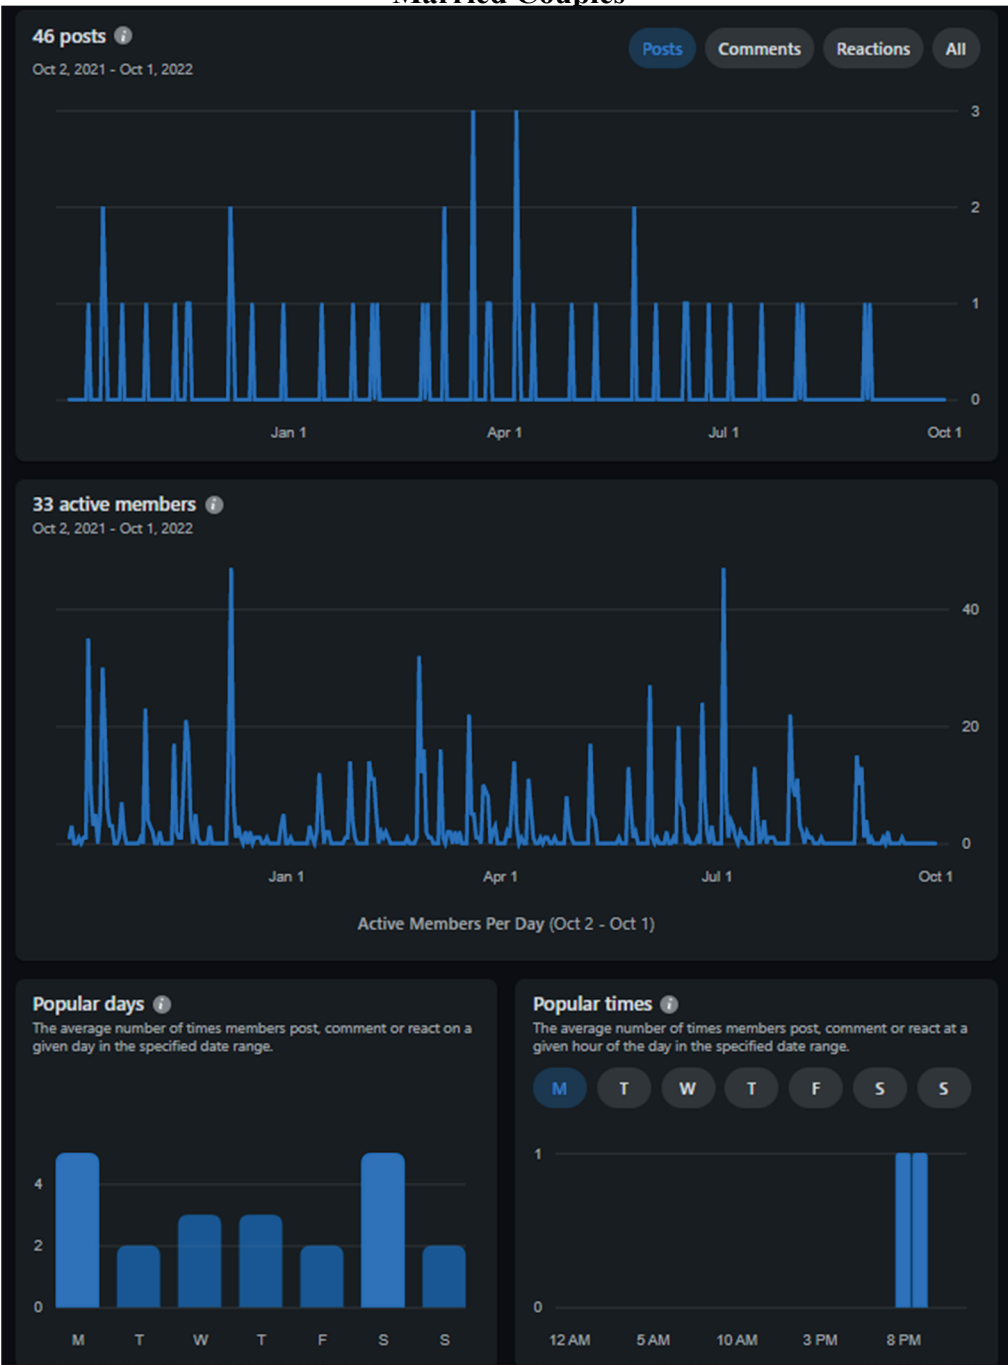 Married Couples
46 posts
Posts Comments Reactions All
Oct 2, 2021 - Oct 1, 2022
3
2
1
0
Jan 1 Apr 1 Jul 1 Oct 1
33 active members
Oct 2, 2021 - Oct 1, 2022
40
20
0
Jan 1 Apr 1 Jul 1 Oct 1
Active Members Per Day (Oct 2 - Oct 1)
Popular days
The average number of times members post, comment or react on a
given day in the specified date range.
4
2
0
M T W T F S S
Popular times
The average number of times members post, comment or react at a
given hour of the day in the specified date range.
M T W T F S S
1
0
12 AM 5 AM 10 AM 3 PM 8 PM